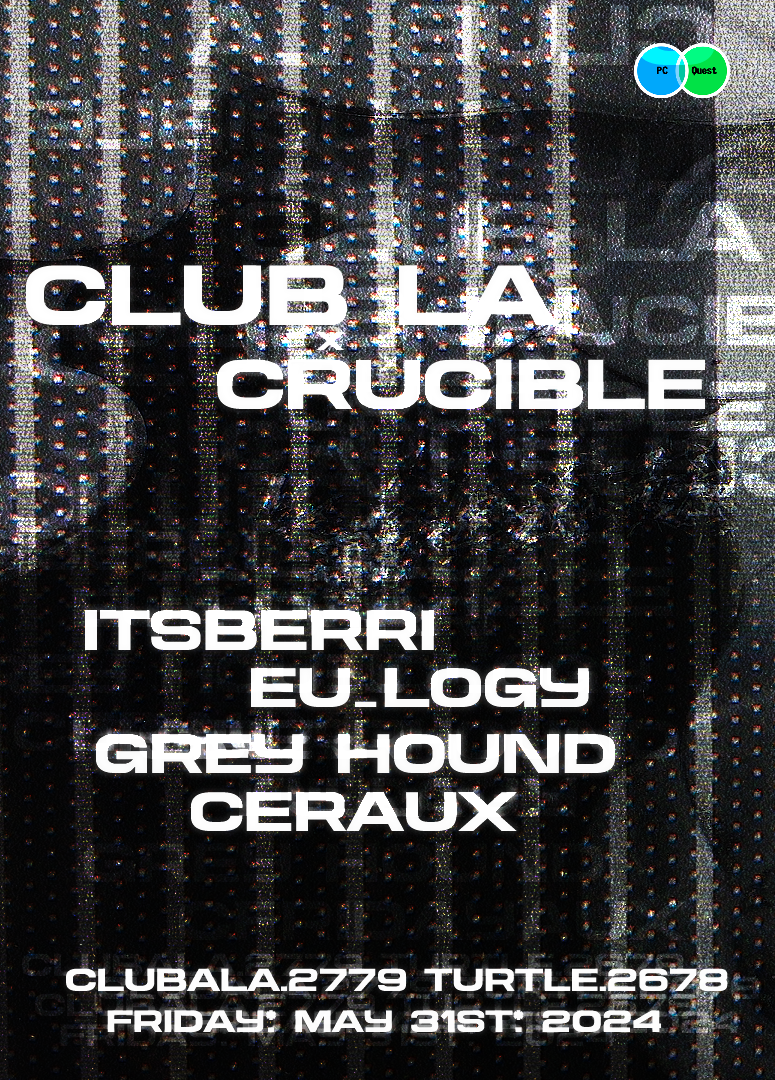 PC Quest
CLUB LA
x
CRUCIBLE
ITSBERRI
EU_LOGY
GREY HOUND
CERAUX
CLUBALA.2779 TURTLE.2678
FRIDAY: MAY 31ST: 2024